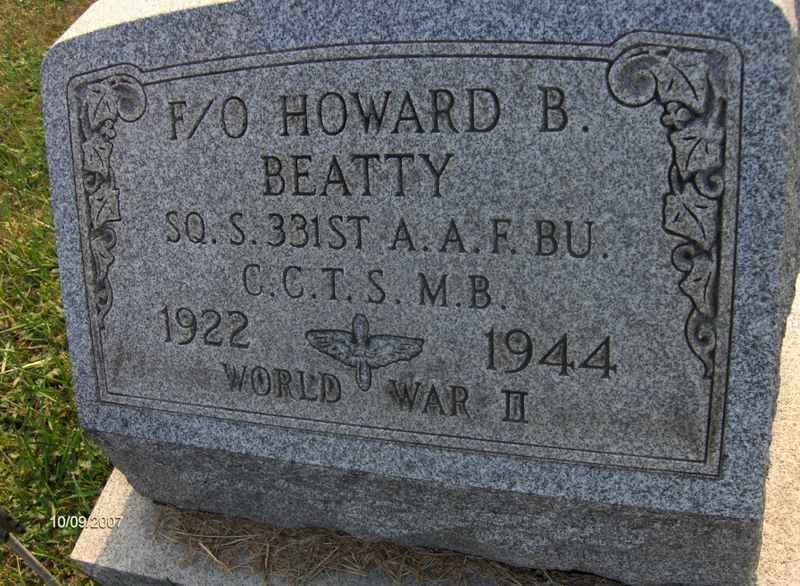 F/O HOWARD B.
BEATTY
SQ. S. 331ST A. A. F. BU.
C. C. T. S. M. B.
1922 1944
WORLD WAR II
10/09/2007